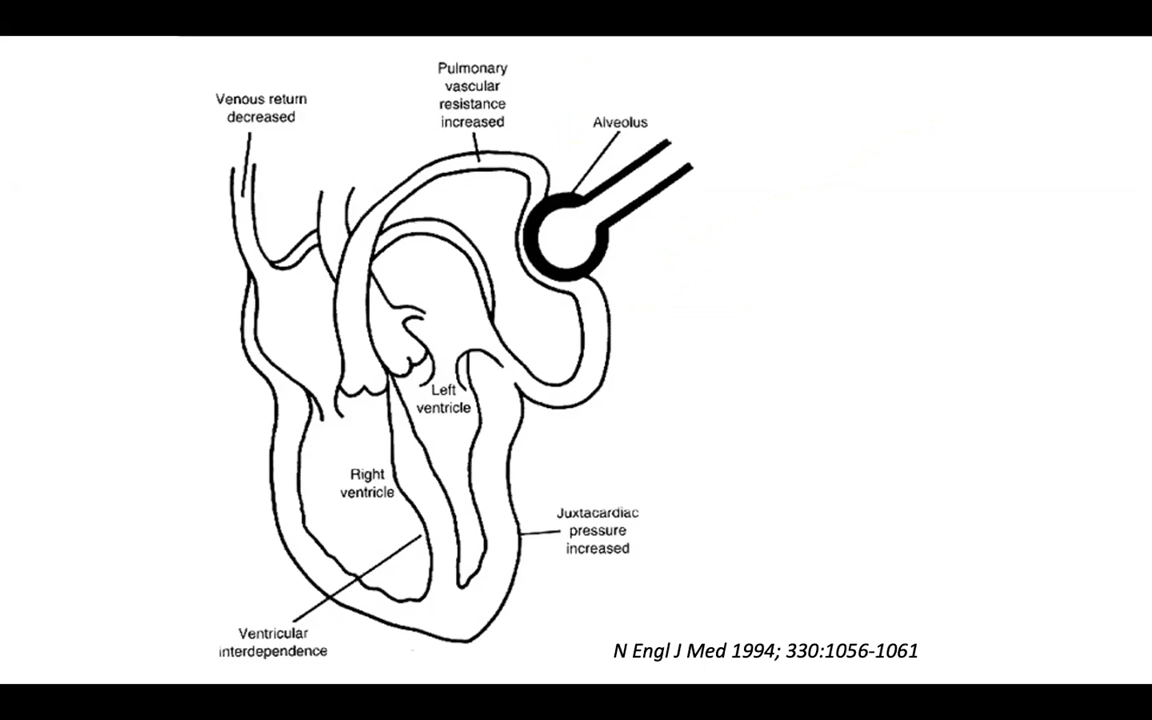 Pulmonary
vascular
resistance
increased
Venous return
decreased
Alveolus
Left
ventricle
Right
ventricle
Juxtacardiac
pressure
increased
Ventricular
interdependence
N Engl J Med 1994; 330:1056-1061